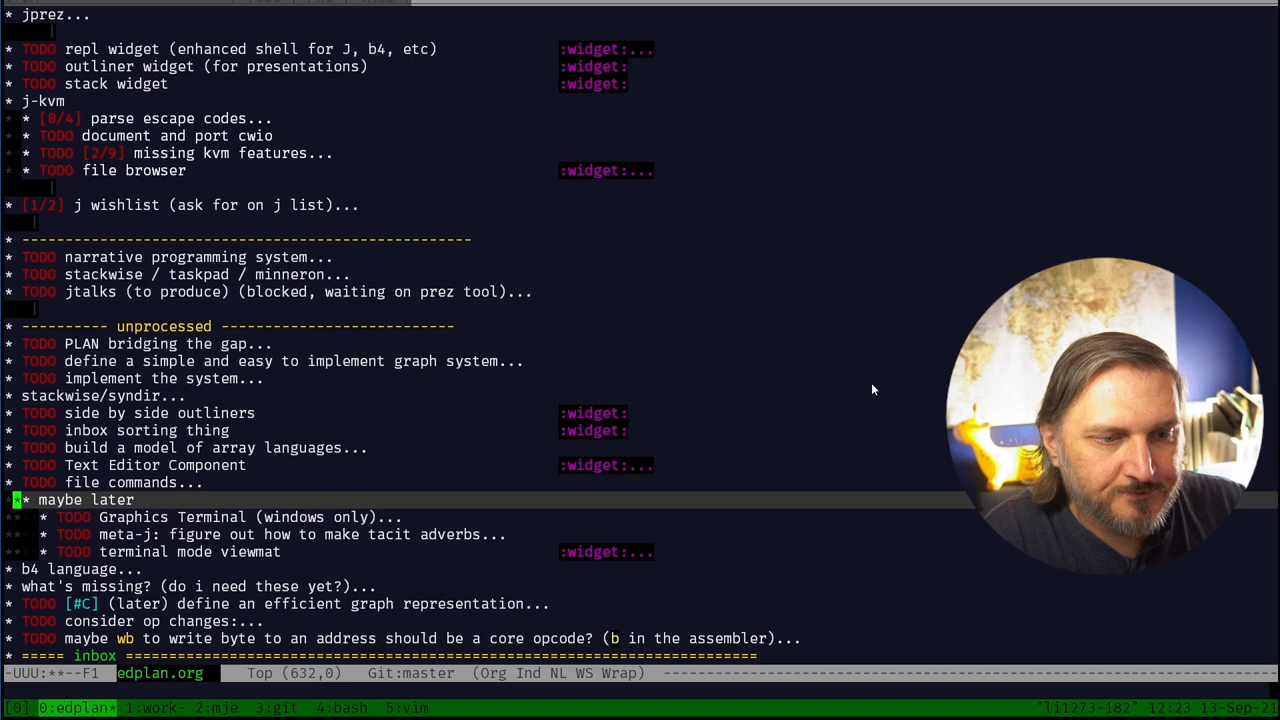 * jprez...
* TODO repl widget (enhanced shell for J, b4, etc) :widget:...
* TODO outliner widget (for presentations) :widget:
* TODO stack widget :widget:
* j-kvm
* * [0/4] parse escape codes...
* * TODO document and port cwio
* * TODO [2/9] missing kvm features...
* * TODO file browser :widget:...
* [1/2] j wishlist (ask for on j list)...
* ----------------------------------------------------
* TODO narrative programming system...
* TODO stackwise / taskpad / minneron...
* TODO jtalks (to produce) (blocked, waiting on prez tool)...
* ---------- unprocessed ---------------------------
* TODO PLAN bridging the gap...
* TODO define a simple and easy to implement graph system...
* TODO implement the system...
* stackwise/syndir...
* TODO side by side outliners :widget:
* TODO inbox sorting thing :widget:
* TODO build a model of array languages...
* TODO Text Editor Component :widget:...
* TODO file commands...
*** maybe later
** * TODO Graphics Terminal (windows only)...
** * TODO meta-j: figure out how to make tacit adverbs...
** * TODO terminal mode viewmat :widget:...
* b4 language...
* what's missing? (do i need these yet?)...
* TODO [#C] (later) define an efficient graph representation...
* TODO consider op changes:...
* TODO maybe wb to write byte to an address should be a core opcode? (b in the assembler)...
* ===== inbox =========================================================================
-UUU:**--F1 edplan.org Top (632,0) Git:master (Org Ind NL WS Wrap) ------------------------------------------------------------------------
[0] 0:edplan* 1:work- 2:mje 3:git 4:bash 5:vim "li1273-182" 12:23 13-Sep-21